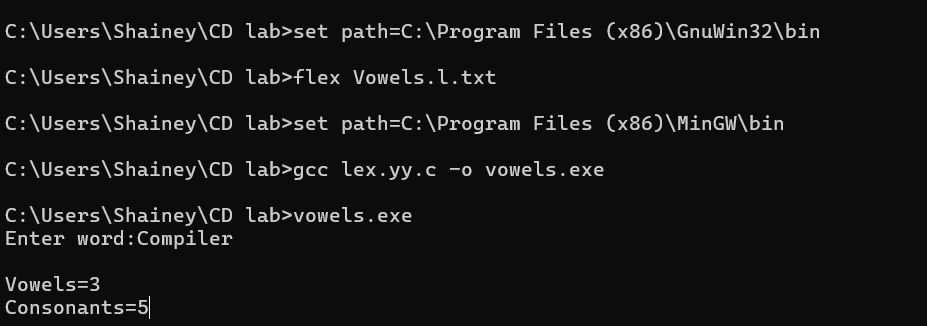 C:\Users\Shainey\CD lab>set path=C:\Program Files (x86)\GnuWin32\bin
C:\Users\Shainey\CD lab>flex Vowels.l.txt
C:\Users\Shainey\CD lab>set path=C:\Program Files (x86)\MinGW\bin
C:\Users\Shainey\CD lab>gcc lex.yy.c -o vowels.exe
C:\Users\Shainey\CD lab>vowels.exe
Enter word:Compiler
Vowels=3
Consonants=5